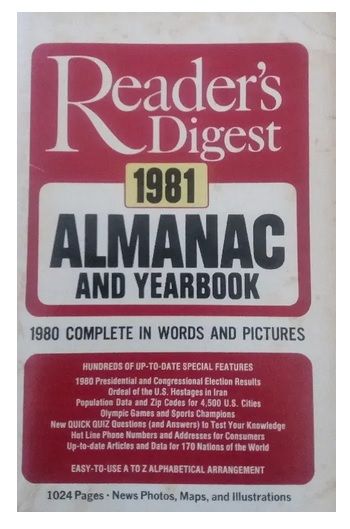 Reader's
Digest
1981
ALMANAC
AND YEARBOOK
1980 COMPLETE IN WORDS AND PICTURES
HUNDREDS OF UP-TO-DATE SPECIAL FEATURES
1980 Presidential and Congressional Election Results
Ordeal of the U.S. Hostages in Iran
Population Data and Zip Codes for 4,500 U.S. Cities
Olympic Games and Sports Champions
New QUICK QUIZ Questions (and Answers) to Test Your Knowledge
Hot Line Phone Numbers and Addresses for Consumers
Up-to-date Articles and Data for 170 Nations of the World
EASY-TO-USE A TO Z ALPHABETICAL ARRANGEMENT
1024 Pages · News Photos, Maps, and Illustrations